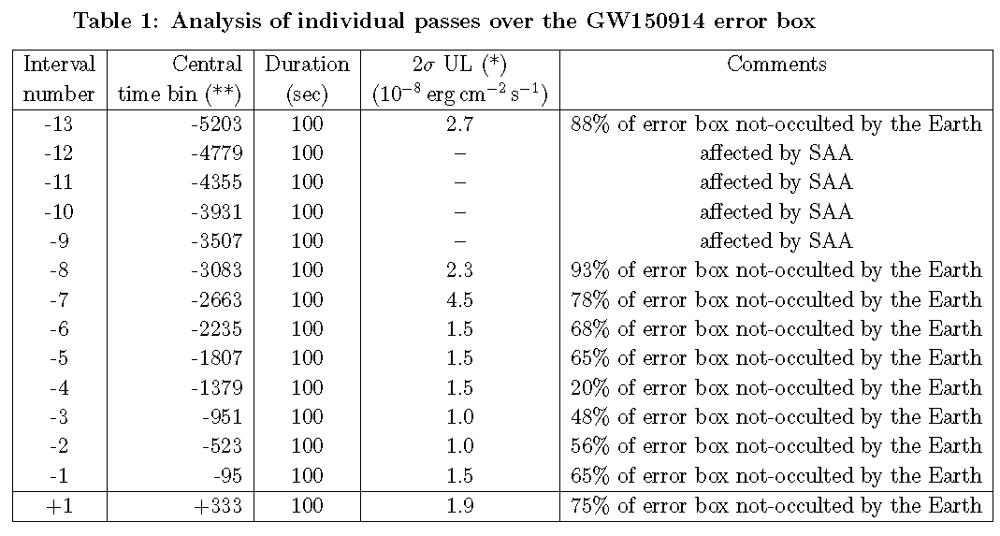 Table 1: Analysis of individual passes over the GW150914 error box
Interval Central Duration 2σ UL (*) Comments
number time bin (**) (sec) (10⁻⁸ erg cm⁻² s⁻¹)
-13 -5203 100 2.7 88% of error box not-occulted by the Earth
-12 -4779 100 – affected by SAA
-11 -4355 100 – affected by SAA
-10 -3931 100 – affected by SAA
-9 -3507 100 – affected by SAA
-8 -3083 100 2.3 93% of error box not-occulted by the Earth
-7 -2663 100 4.5 78% of error box not-occulted by the Earth
-6 -2235 100 1.5 68% of error box not-occulted by the Earth
-5 -1807 100 1.5 65% of error box not-occulted by the Earth
-4 -1379 100 1.5 20% of error box not-occulted by the Earth
-3 -951 100 1.0 48% of error box not-occulted by the Earth
-2 -523 100 1.0 56% of error box not-occulted by the Earth
-1 -95 100 1.5 65% of error box not-occulted by the Earth
+1 +333 100 1.9 75% of error box not-occulted by the Earth